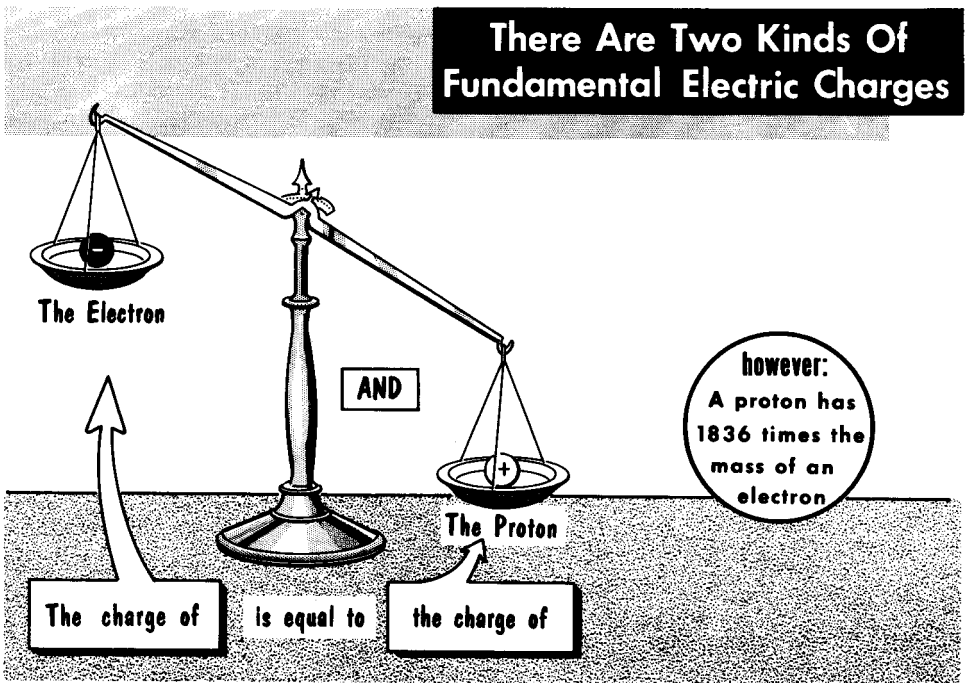 There Are Two Kinds Of
Fundamental Electric Charges
-
The Electron
AND
+
The Proton
however:
A proton has
1836 times the
mass of an
electron
The charge of
is equal to
the charge of